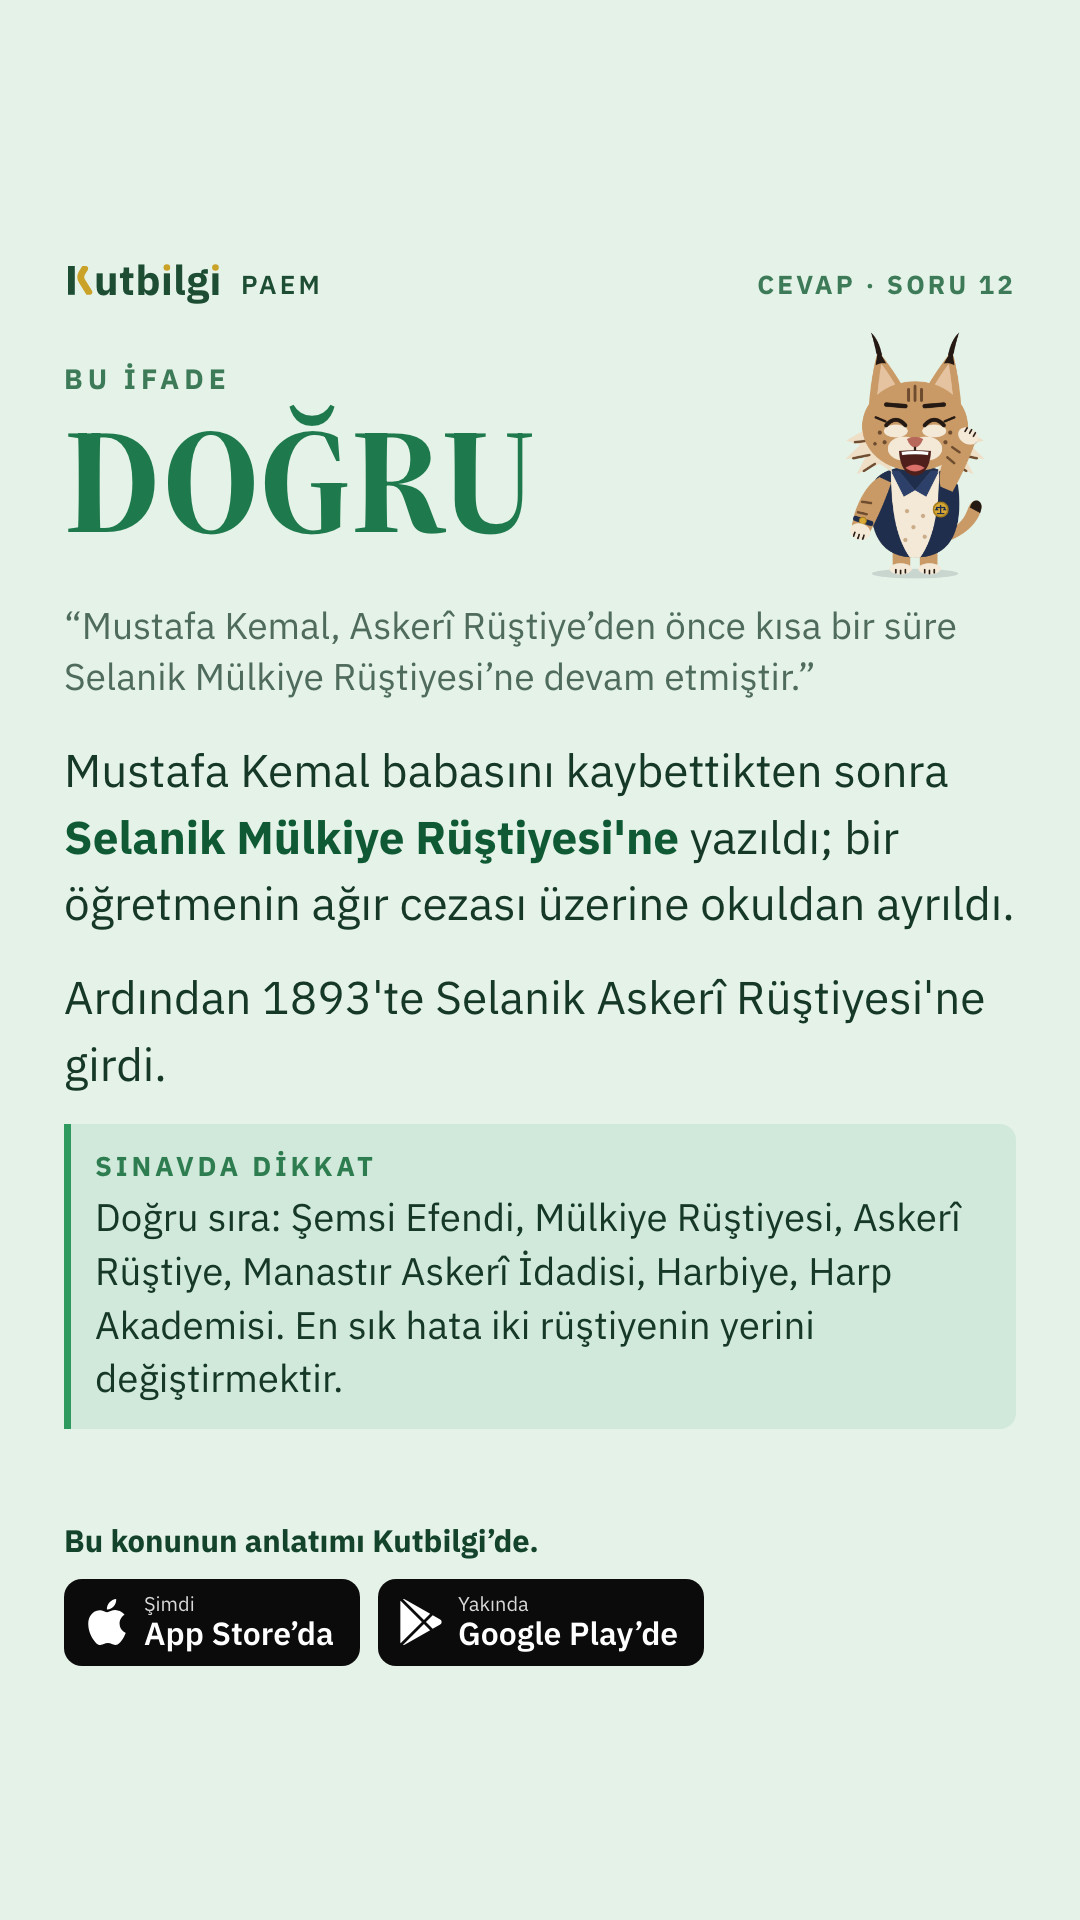 Kutbilgi PAEM
CEVAP · SORU 12
BU İFADE
DOĞRU
“Mustafa Kemal, Askerî Rüştiye’den önce kısa bir süre
Selanik Mülkiye Rüştiyesi’ne devam etmiştir.”
Mustafa Kemal babasını kaybettikten sonra
Selanik Mülkiye Rüştiyesi'ne yazıldı; bir
öğretmenin ağır cezası üzerine okuldan ayrıldı.
Ardından 1893'te Selanik Askerî Rüştiyesi'ne
girdi.
SINAVDA DİKKAT
Doğru sıra: Şemsi Efendi, Mülkiye Rüştiyesi, Askerî
Rüştiye, Manastır Askerî İdadisi, Harbiye, Harp
Akademisi. En sık hata iki rüştiyenin yerini
değiştirmektir.
Bu konunun anlatımı Kutbilgi’de.
Şimdi
App Store’da
Yakında
Google Play’de